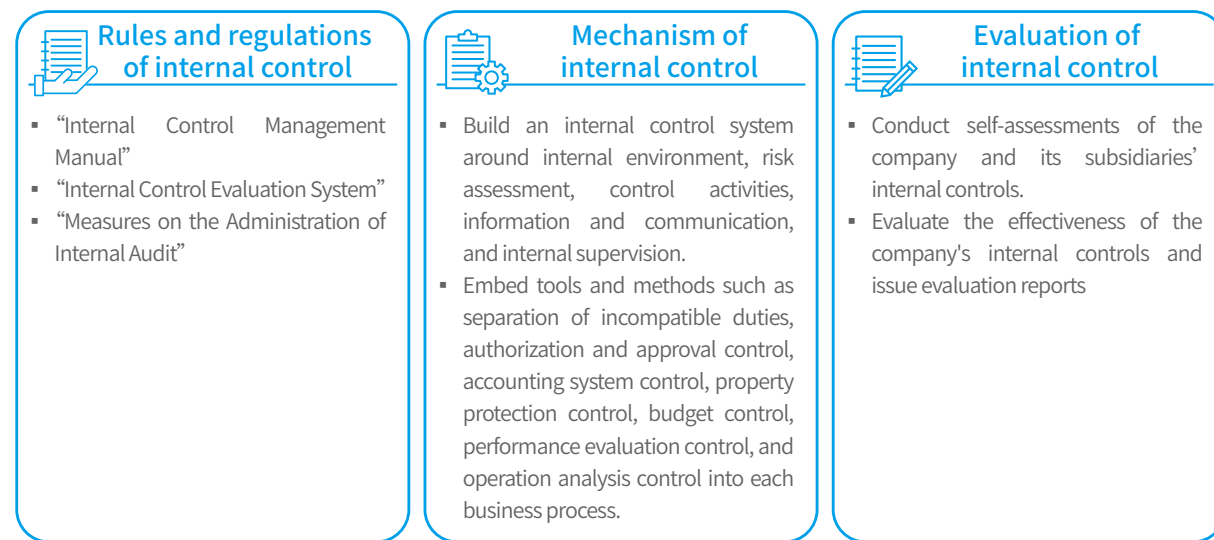 Rules and regulations
of internal control
▪ “Internal Control Management
Manual”
▪ “Internal Control Evaluation System”
▪ “Measures on the Administration of
Internal Audit”
Mechanism of
internal control
▪ Build an internal control system
around internal environment, risk
assessment, control activities,
information and communication,
and internal supervision.
▪ Embed tools and methods such as
separation of incompatible duties,
authorization and approval control,
accounting system control, property
protection control, budget control,
performance evaluation control, and
operation analysis control into each
business process.
Evaluation of
internal control
▪ Conduct self-assessments of the
company and its subsidiaries’
internal controls.
▪ Evaluate the effectiveness of the
company's internal controls and
issue evaluation reports